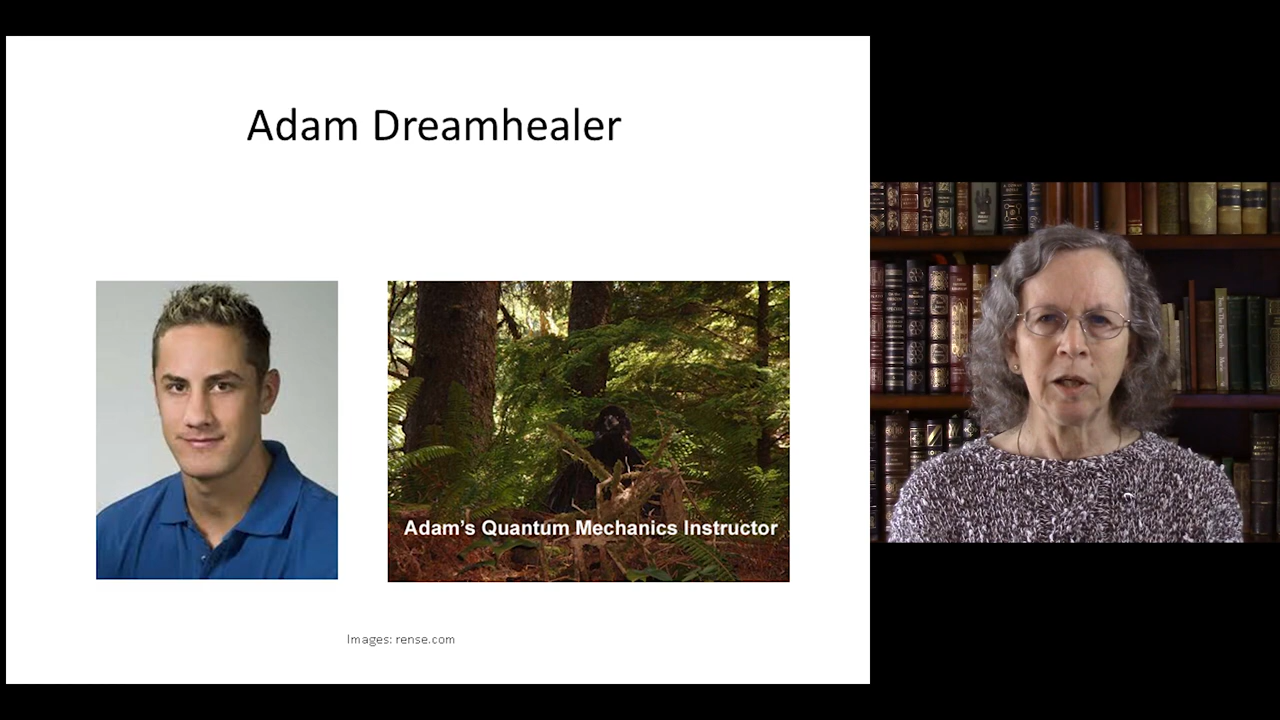 Adam Dreamhealer
Adam's Quantum Mechanics Instructor
Images: rense.com